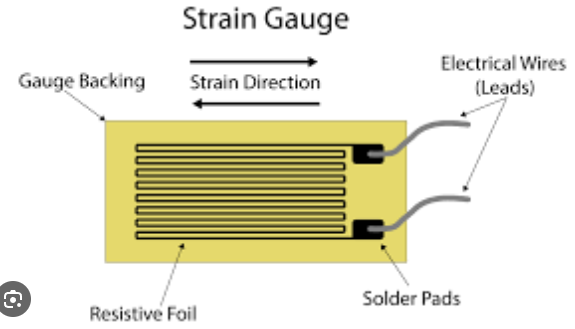 Strain Gauge
Gauge Backing
Strain Direction
Electrical Wires
(Leads)
Resistive Foil
Solder Pads